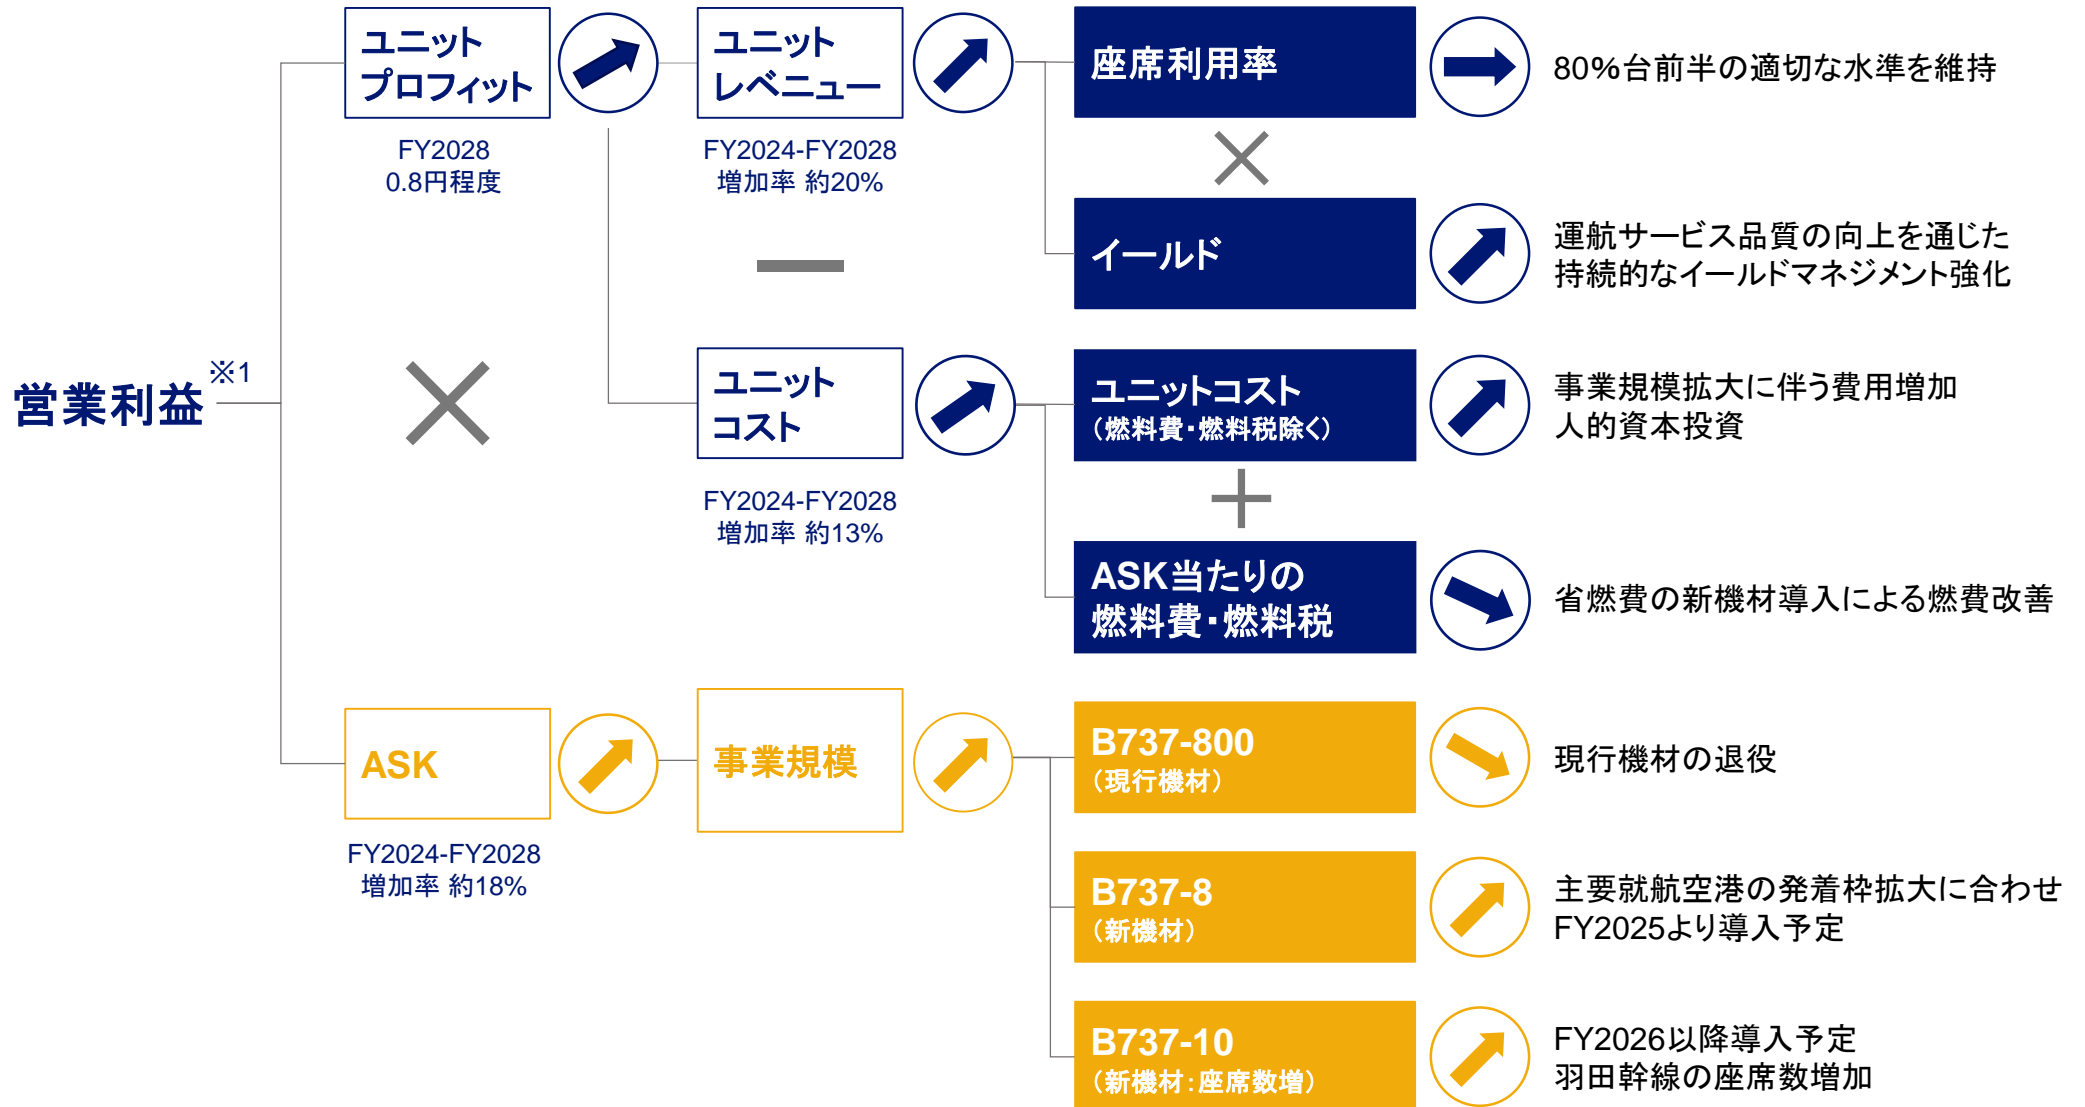 営業利益 ※1
ユニット
プロフィット
FY2028
0.8円程度
ユニット
レベニュー
FY2024-FY2028
増加率 約20%
座席利用率
80%台前半の適切な水準を維持
イールド
運航サービス品質の向上を通じた
持続的なイールドマネジメント強化
ユニット
コスト
FY2024-FY2028
増加率 約13%
ユニットコスト
（燃料費・燃料税除く）
事業規模拡大に伴う費用増加
人的資本投資
ASK当たりの
燃料費・燃料税
省燃費の新機材導入による燃費改善
ASK
FY2024-FY2028
増加率 約18%
事業規模
B737-800
（現行機材）
現行機材の退役
B737-8
（新機材）
主要就航空港の発着枠拡大に合わせ
FY2025より導入予定
B737-10
（新機材：座席数増）
FY2026以降導入予定
羽田幹線の座席数増加